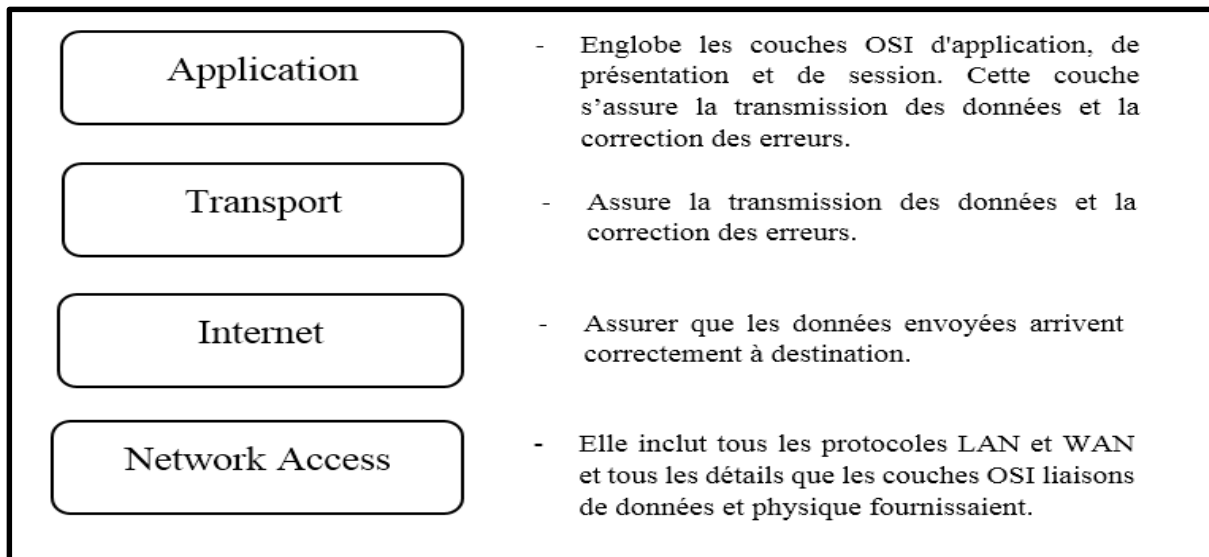 Application
- Englobe les couches OSI d'application, de
présentation et de session. Cette couche
s’assure la transmission des données et la
correction des erreurs.
Transport
- Assure la transmission des données et la
correction des erreurs.
Internet
- Assurer que les données envoyées arrivent
correctement à destination.
Network Access
- Elle inclut tous les protocoles LAN et WAN
et tous les détails que les couches OSI liaisons
de données et physique fournissaient.